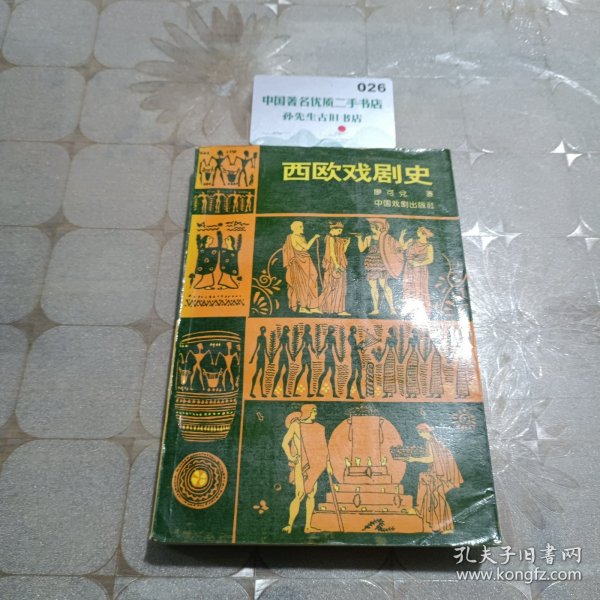 026
中国著名优质二手书店
孙先生古旧书店
西欧戏剧史
廖可兑 著
中国戏剧出版社
孔夫子旧书网
www.kongfz.com